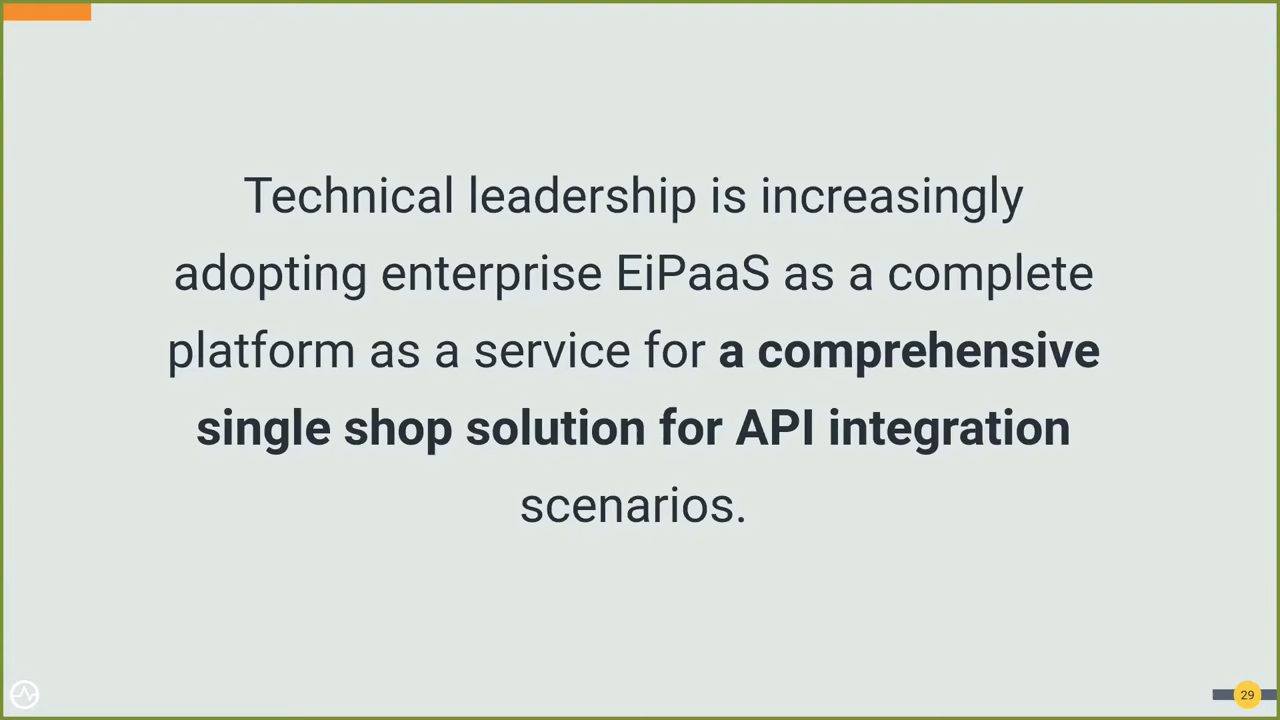 Technical leadership is increasingly
adopting enterprise EiPaaS as a complete
platform as a service for a comprehensive
single shop solution for API integration
scenarios.
29